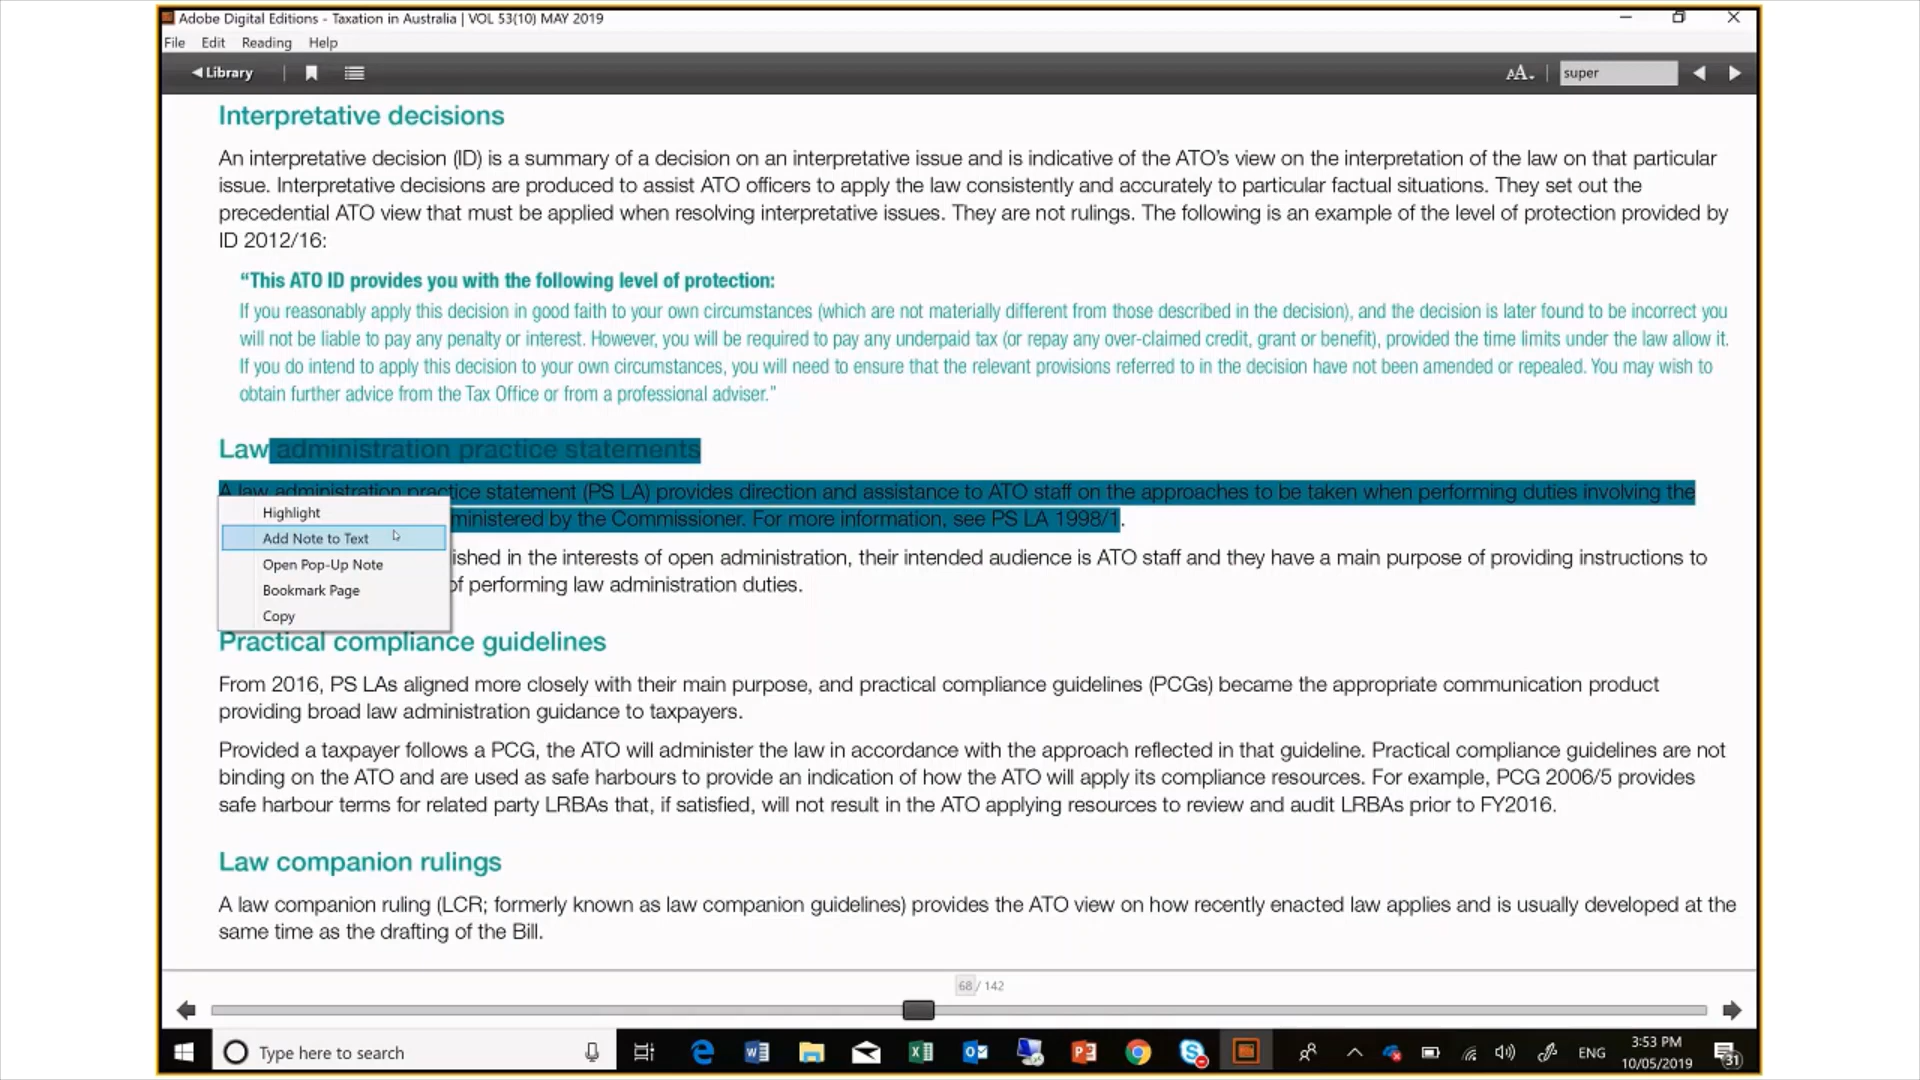 Adobe Digital Editions - Taxation in Australia | VOL 53(10) MAY 2019
File Edit Reading Help
Library
AA
super
Interpretative decisions
An interpretative decision (ID) is a summary of a decision on an interpretative issue and is indicative of the ATO's view on the interpretation of the law on that particular
issue. Interpretative decisions are produced to assist ATO officers to apply the law consistently and accurately to particular factual situations. They set out the
precedential ATO view that must be applied when resolving interpretative issues. They are not rulings. The following is an example of the level of protection provided by
ID 2012/16:
“This ATO ID provides you with the following level of protection:
If you reasonably apply this decision in good faith to your own circumstances (which are not materially different from those described in the decision), and the decision is later found to be incorrect you
will not be liable to pay any penalty or interest. However, you will be required to pay any underpaid tax (or repay any over-claimed credit, grant or benefit), provided the time limits under the law allow it.
If you do intend to apply this decision to your own circumstances, you will need to ensure that the relevant provisions referred to in the decision have not been amended or repealed. You may wish to
obtain further advice from the Tax Office or from a professional adviser.”
Law administration practice statements
A law administration practice statement (PS LA) provides direction and assistance to ATO staff on the approaches to be taken when performing duties involving the
ministered by the Commissioner. For more information, see PS LA 1998/1.
ished in the interests of open administration, their intended audience is ATO staff and they have a main purpose of providing instructions to
of performing law administration duties.
Highlight
Add Note to Text
Open Pop-Up Note
Bookmark Page
Copy
Practical compliance guidelines
From 2016, PS LAs aligned more closely with their main purpose, and practical compliance guidelines (PCGs) became the appropriate communication product
providing broad law administration guidance to taxpayers.
Provided a taxpayer follows a PCG, the ATO will administer the law in accordance with the approach reflected in that guideline. Practical compliance guidelines are not
binding on the ATO and are used as safe harbours to provide an indication of how the ATO will apply its compliance resources. For example, PCG 2006/5 provides
safe harbour terms for related party LRBAs that, if satisfied, will not result in the ATO applying resources to review and audit LRBAs prior to FY2016.
Law companion rulings
A law companion ruling (LCR; formerly known as law companion guidelines) provides the ATO view on how recently enacted law applies and is usually developed at the
same time as the drafting of the Bill.
68 / 142
Type here to search
ENG
3:53 PM
10/05/2019
31